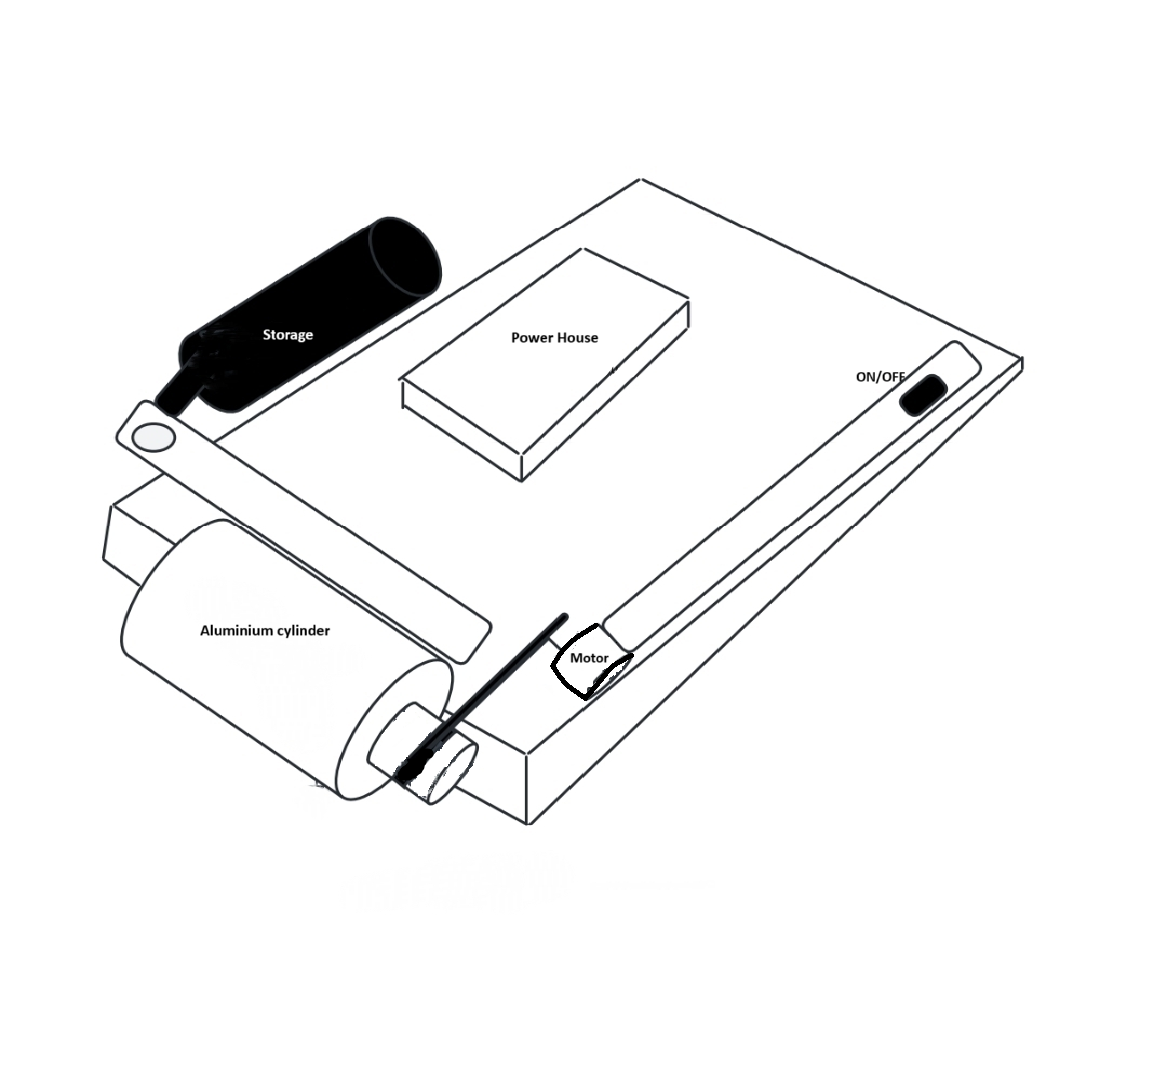 Storage
Power House
ON/OFF
Aluminium cylinder
Motor